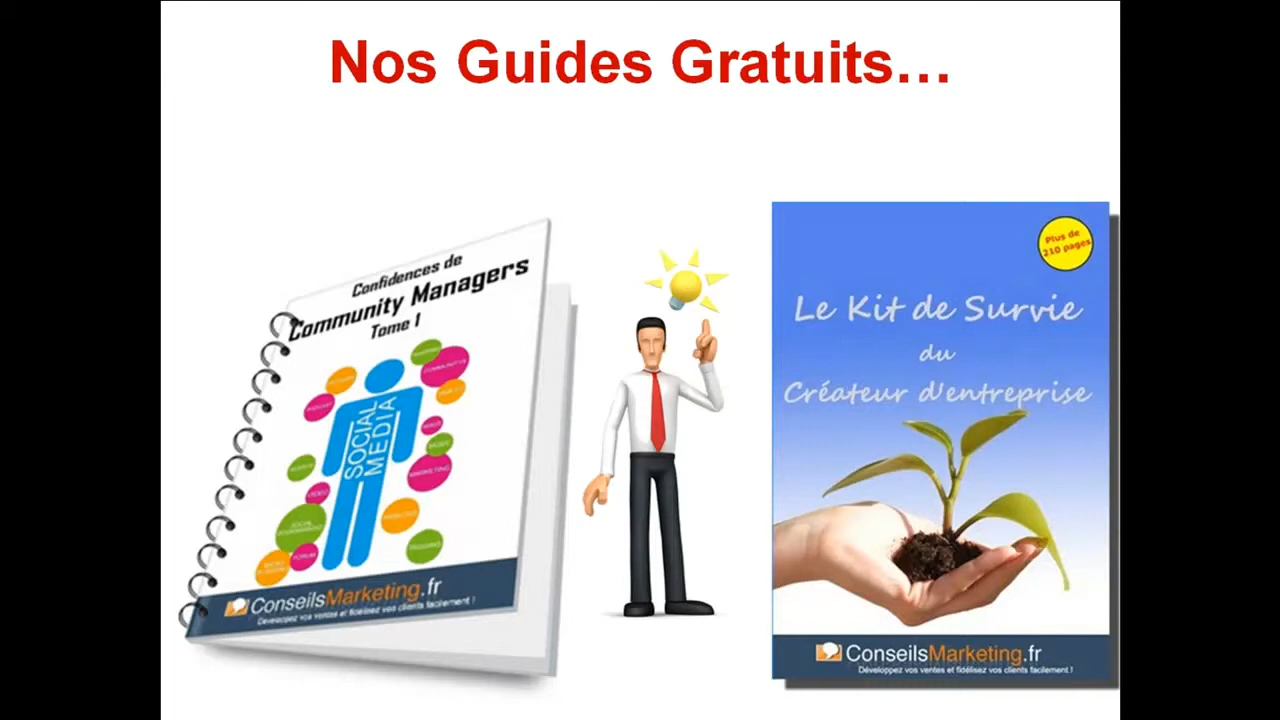 Nos Guides Gratuits…
Confidences de
Community Managers
Tome I
SOCIAL
MEDIA
MARKETING
FORUM
ConseilsMarketing.fr
Développez vos ventes et fidélisez vos clients facilement !
Plus de
210 pages
Le Kit de Survie
du
Créateur d'entreprise
ConseilsMarketing.fr
Développez vos ventes et fidélisez vos clients facilement !